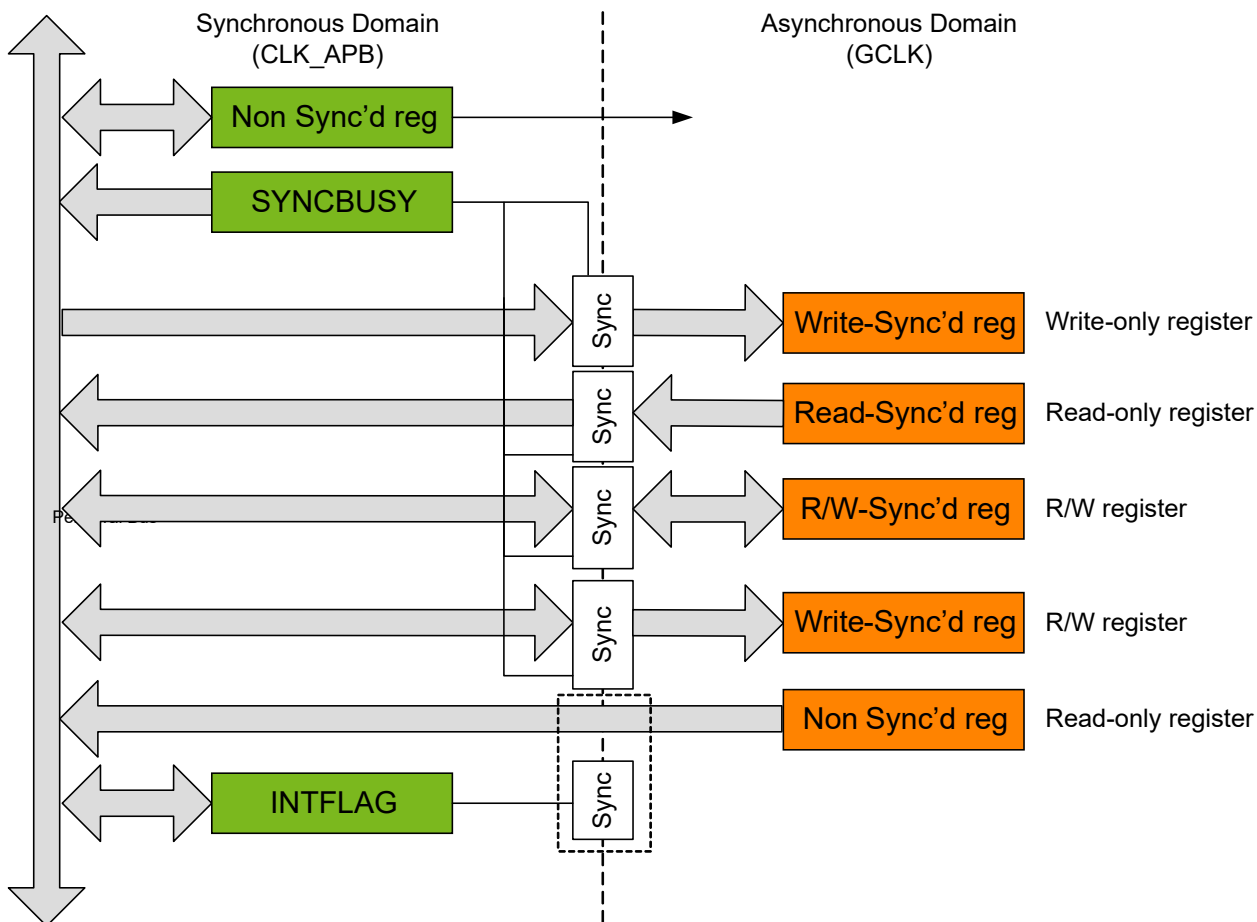 Synchronous Domain
(CLK_APB)
Asynchronous Domain
(GCLK)
Non Sync’d reg
SYNCBUSY
Sync
Write-Sync’d reg
Write-only register
Sync
Read-Sync’d reg
Read-only register
Sync
R/W-Sync’d reg
R/W register
Sync
Write-Sync’d reg
R/W register
Non Sync’d reg
Read-only register
INTFLAG
Sync